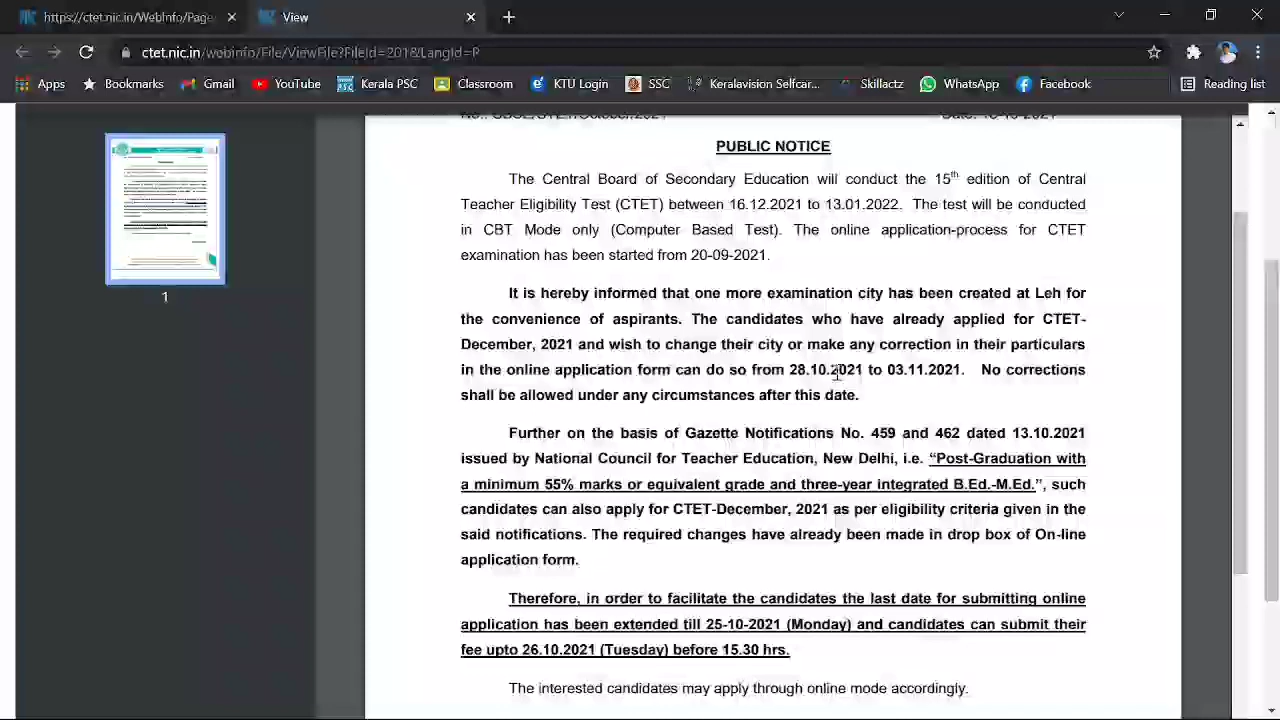 https://ctet.nic.in/WebInfo/Page
View
ctet.nic.in/webinfo/File/ViewFile?FileId=201&LangId=P
Apps
Bookmarks
Gmail
YouTube
Kerala PSC
Classroom
KTU Login
SSC
Keralavision Selfcar...
Skillactz
WhatsApp
Facebook
Reading list
PUBLIC NOTICE
The Central Board of Secondary Education will conduct the 15th edition of Central
Teacher Eligibility Test (CTET) between 16.12.2021 to 13.01.2022. The test will be conducted
in CBT Mode only (Computer Based Test). The online application-process for CTET
examination has been started from 20-09-2021.
It is hereby informed that one more examination city has been created at Leh for
the convenience of aspirants. The candidates who have already applied for CTET-
December, 2021 and wish to change their city or make any correction in their particulars
in the online application form can do so from 28.10.2021 to 03.11.2021. No corrections
shall be allowed under any circumstances after this date.
Further on the basis of Gazette Notifications No. 459 and 462 dated 13.10.2021
issued by National Council for Teacher Education, New Delhi, i.e. “Post-Graduation with
a minimum 55% marks or equivalent grade and three-year integrated B.Ed.-M.Ed.”, such
candidates can also apply for CTET-December, 2021 as per eligibility criteria given in the
said notifications. The required changes have already been made in drop box of On-line
application form.
Therefore, in order to facilitate the candidates the last date for submitting online
application has been extended till 25-10-2021 (Monday) and candidates can submit their
fee upto 26.10.2021 (Tuesday) before 15.30 hrs.
The interested candidates may apply through online mode accordingly.
1